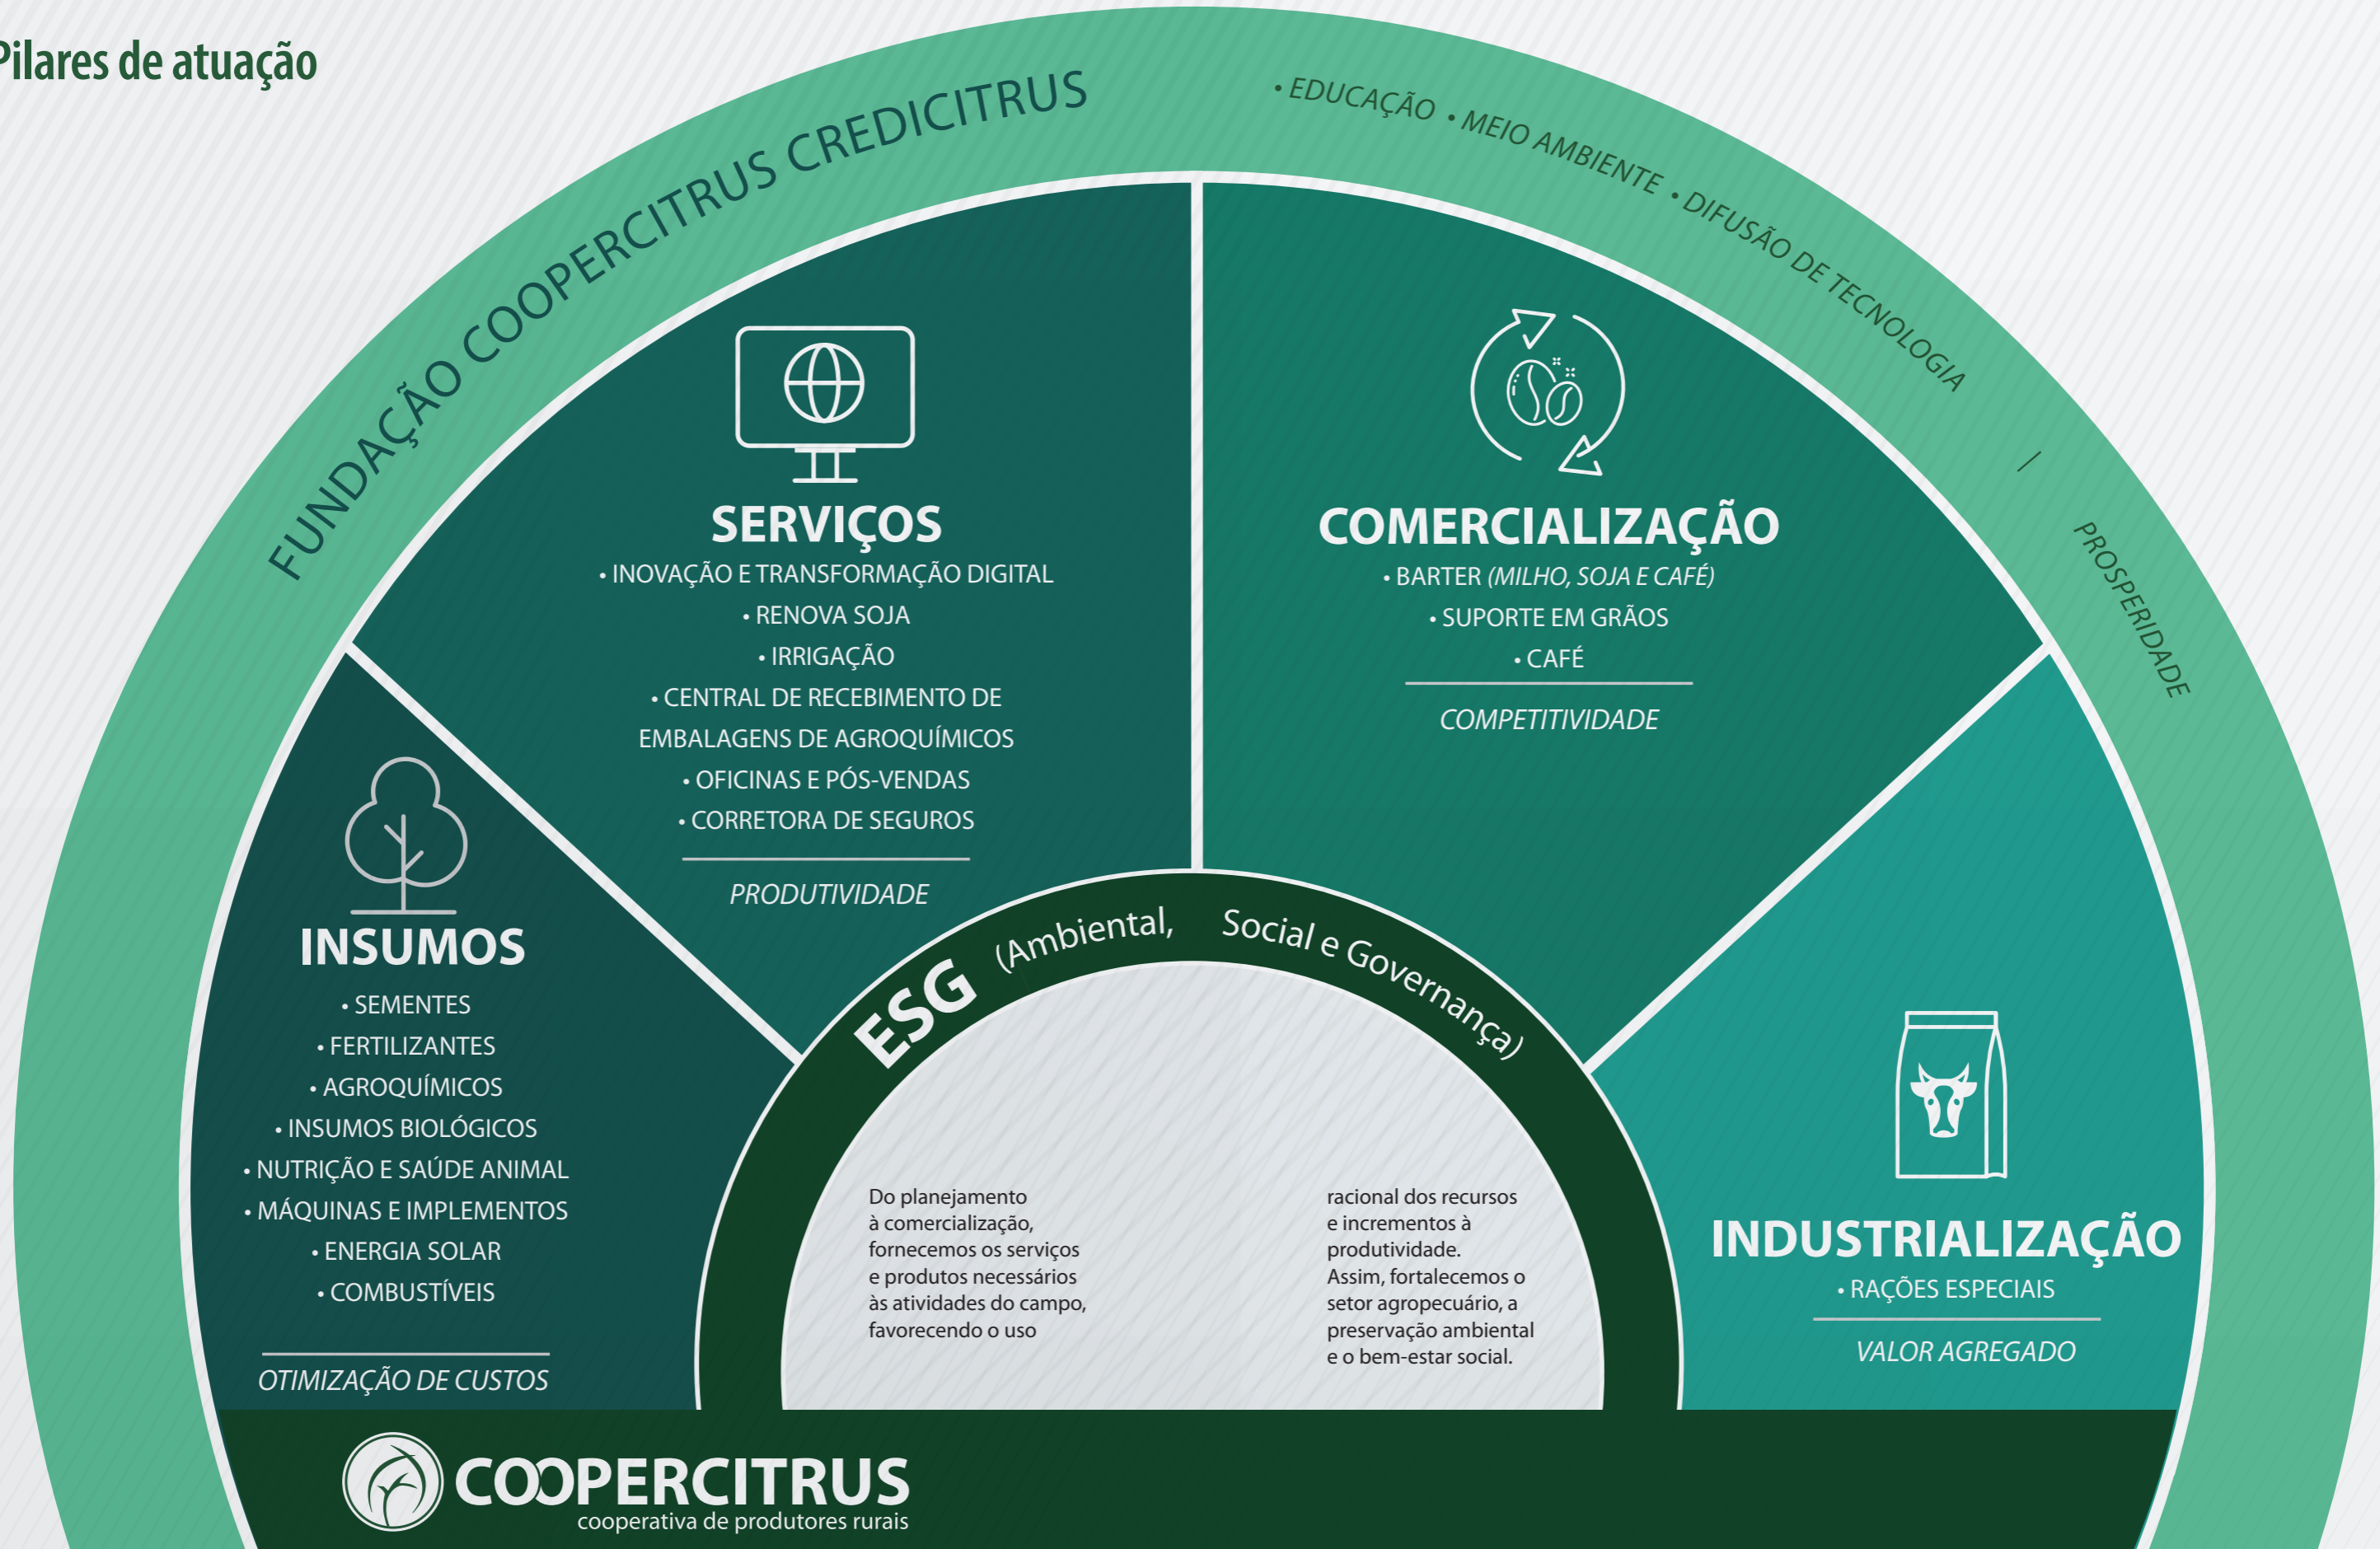 Pilares de atuação
FUNDAÇÃO COOPERCITRUS CREDICITRUS
• EDUCAÇÃO • MEIO AMBIENTE • DIFUSÃO DE TECNOLOGIA / PROSPERIDADE
SERVIÇOS
• INOVAÇÃO E TRANSFORMAÇÃO DIGITAL
• RENOVA SOJA
• IRRIGAÇÃO
• CENTRAL DE RECEBIMENTO DE
EMBALAGENS DE AGROQUÍMICOS
• OFICINAS E PÓS-VENDAS
• CORRETORA DE SEGUROS
PRODUTIVIDADE
COMERCIALIZAÇÃO
• BARTER (MILHO, SOJA E CAFÉ)
• SUPORTE EM GRÃOS
• CAFÉ
COMPETITIVIDADE
INSUMOS
• SEMENTES
• FERTILIZANTES
• AGROQUÍMICOS
• INSUMOS BIOLÓGICOS
• NUTRIÇÃO E SAÚDE ANIMAL
• MÁQUINAS E IMPLEMENTOS
• ENERGIA SOLAR
• COMBUSTÍVEIS
OTIMIZAÇÃO DE CUSTOS
ESG (Ambiental, Social e Governança)
Do planejamento
à comercialização,
fornecemos os serviços
e produtos necessários
às atividades do campo,
favorecendo o uso
racional dos recursos
e incrementos à
produtividade.
Assim, fortalecemos o
setor agropecuário, a
preservação ambiental
e o bem-estar social.
INDUSTRIALIZAÇÃO
• RAÇÕES ESPECIAIS
VALOR AGREGADO
COOPERCITRUS
cooperativa de produtores rurais